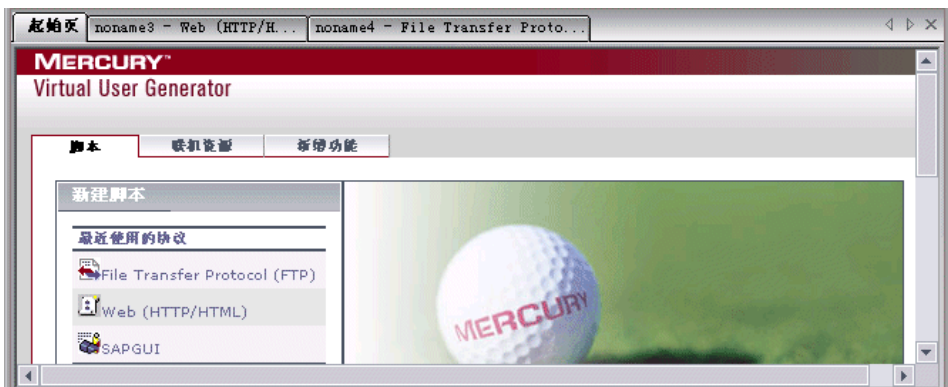 起始页 noname3 - Web (HTTP/H... noname4 - File Transfer Proto...
MERCURY™
Virtual User Generator
脚本 联机资源 新增功能
新建脚本
最近使用的协议
File Transfer Protocol (FTP)
Web (HTTP/HTML)
SAPGUI
MERCURY